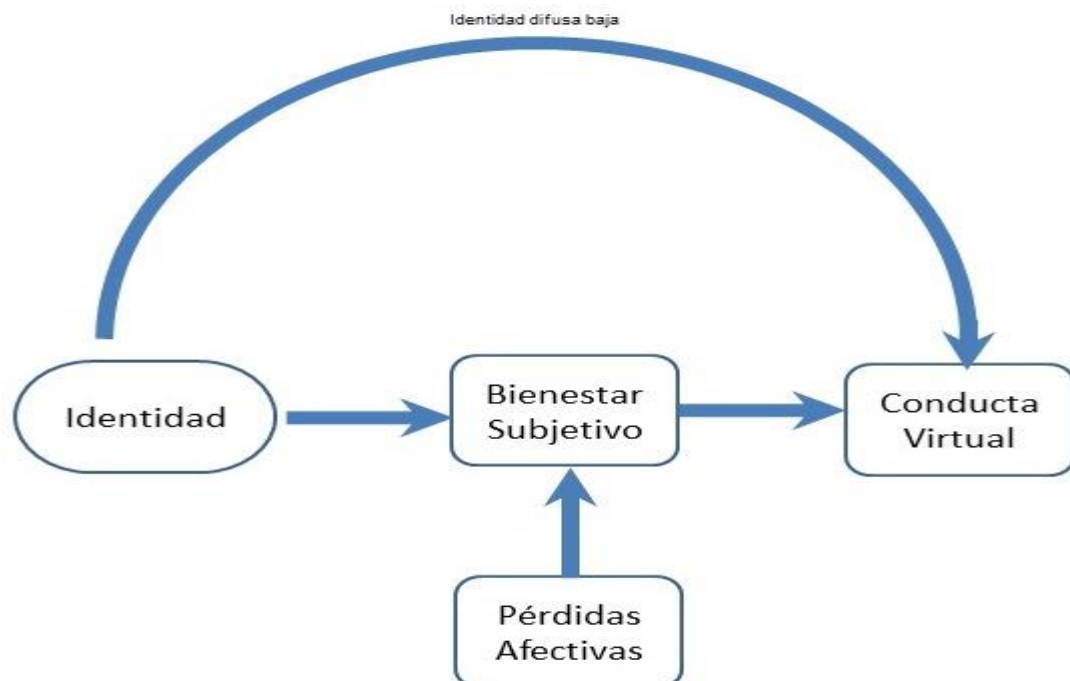 Identidad difusa baja
Identidad
Bienestar
Subjetivo
Conducta
Virtual
Pérdidas
Afectivas